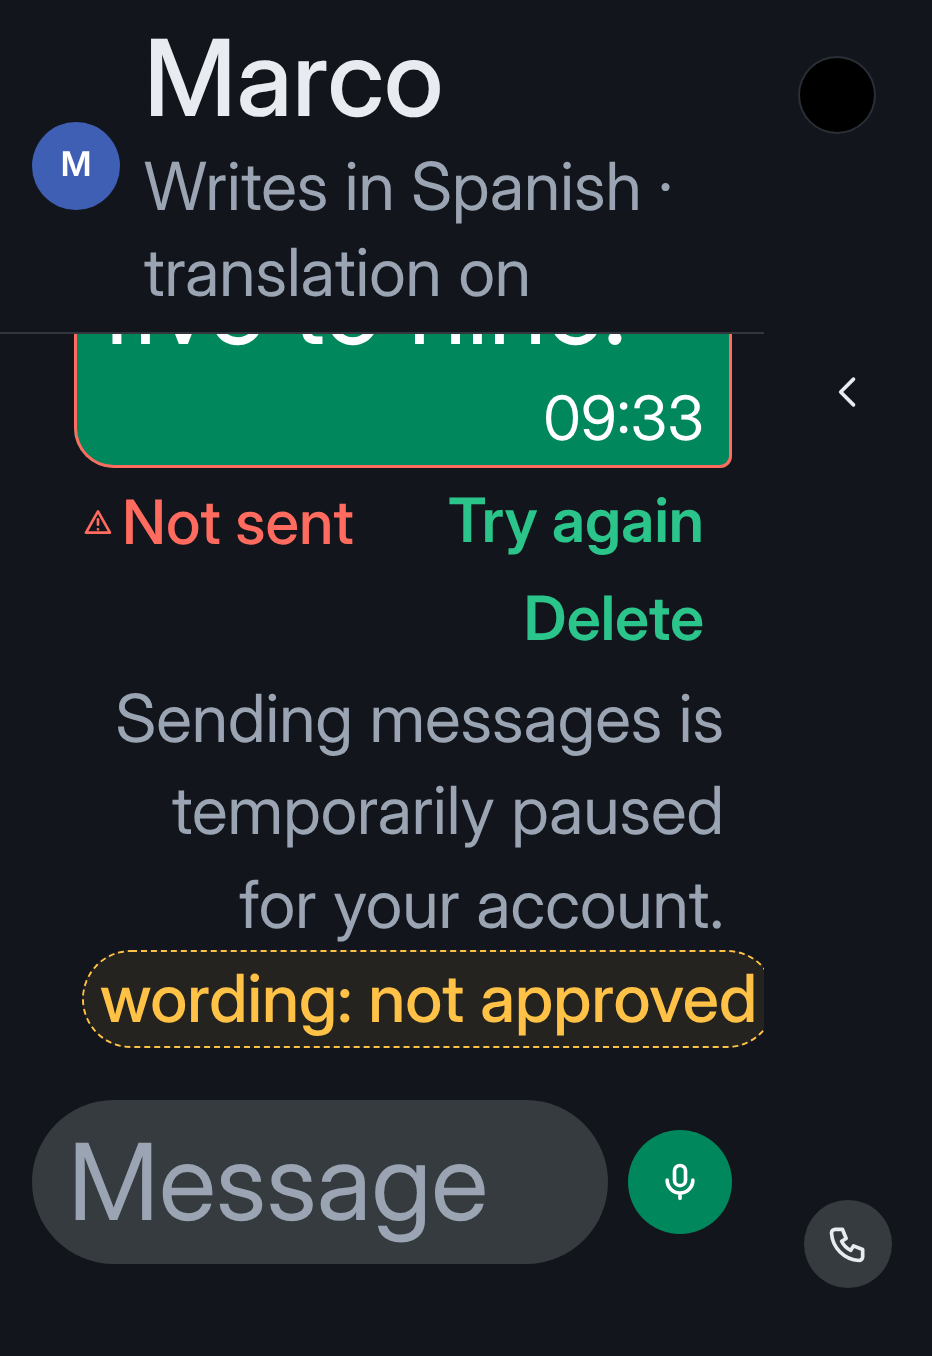 Marco
M
Writes in Spanish ·
translation on
09:33
Not sent
Try again
Delete
Sending messages is
temporarily paused
for your account.
wording: not approved
Message